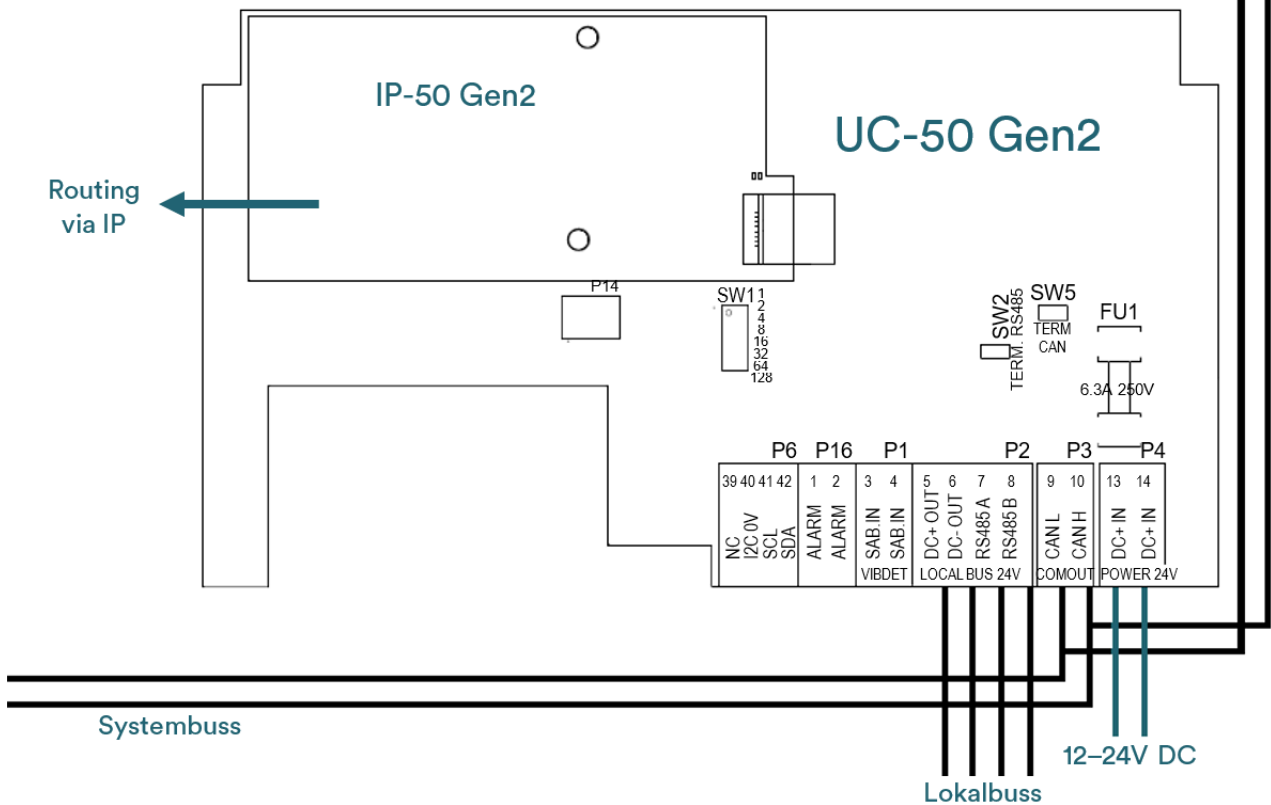 IP-50 Gen2
UC-50 Gen2
Routing
via IP
P14
SW1
1
2
4
8
16
32
64
128
SW2
TERM. RS485
SW5
TERM
CAN
FU1
6.3A 250V
P6 P16 P1 P2 P3 P4
39 40 41 42 1 2 3 4 5 6 7 8 9 10 13 14
NC
I2C 0V
SCL
SDA
ALARM
ALARM
SAB.IN
SAB.IN
DC+ OUT
DC- OUT
RS485 A
RS485 B
CAN L
CAN H
DC+ IN
DC+ IN
VIBDET LOCAL BUS 24V COMOUT POWER 24V
Systembuss
12–24V DC
Lokalbuss